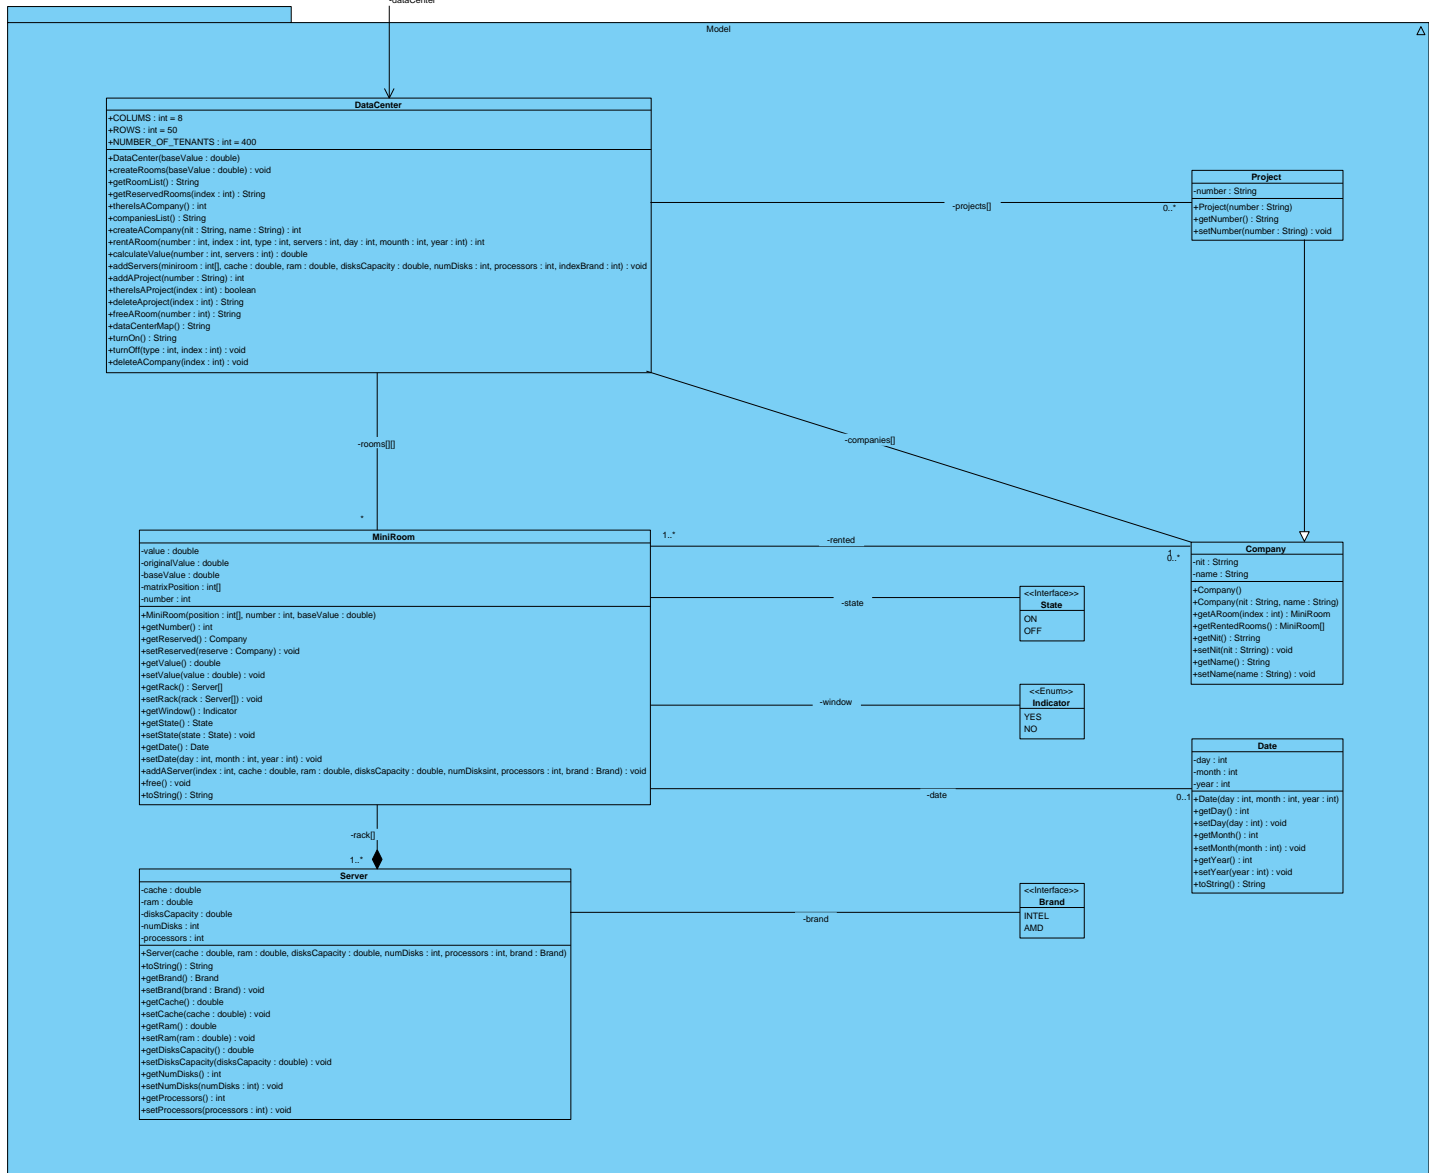 -dataCenter
Model
DataCenter
+COLUMS : int = 8
+ROWS : int = 50
+NUMBER_OF_TENANTS : int = 400
+DataCenter(baseValue : double)
+createRooms(baseValue : double) : void
+getRoomList() : String
+getReservedRooms(index : int) : String
+thereIsACompany() : int
+companiesList() : String
+createACompany(nit : String, name : String) : int
+rentARoom(number : int, index : int, type : int, servers : int, day : int, mounth : int, year : int) : int
+calculateValue(number : int, servers : int) : double
+addServers(miniroom : int[], cache : double, ram : double, disksCapacity : double, numDisks : int, processors : int, indexBrand : int) : void
+addAProject(number : String) : int
+thereIsAProject(index : int) : boolean
+deleteAproject(index : int) : String
+freeARoom(number : int) : String
+dataCenterMap() : String
+turnOn() : String
+turnOff(type : int, index : int) : void
+deleteACompany(index : int) : void
-projects[]
0..*
Project
-number : String
+Project(number : String)
+getNumber() : String
+setNumber(number : String) : void
-rooms[][]
*
-companies[]
MiniRoom
-value : double
-originalValue : double
-baseValue : double
-matrixPosition : int[]
-number : int
+MiniRoom(position : int[], number : int, baseValue : double)
+getNumber() : int
+getReserved() : Company
+setReserved(reserve : Company) : void
+getValue() : double
+setValue(value : double) : void
+getRack() : Server[]
+setRack(rack : Server[]) : void
+getWindow() : Indicator
+getState() : State
+setState(state : State) : void
+getDate() : Date
+setDate(day : int, month : int, year : int) : void
+addAServer(index : int, cache : double, ram : double, disksCapacity : double, numDisksint, processors : int, brand : Brand) : void
+free() : void
+toString() : String
1..*
-rented
1
0..*
Company
-nit : Strring
-name : String
+Company()
+Company(nit : String, name : String)
+getARoom(index : int) : MiniRoom
+getRentedRooms() : MiniRoom[]
+getNit() : Strring
+setNit(nit : Strring) : void
+getName() : String
+setName(name : String) : void
-state
<<Interface>>
State
ON
OFF
-window
<<Enum>>
Indicator
YES
NO
-date
0..1
Date
-day : int
-month : int
-year : int
+Date(day : int, month : int, year : int)
+getDay() : int
+setDay(day : int) : void
+getMonth() : int
+setMonth(month : int) : void
+getYear() : int
+setYear(year : int) : void
+toString() : String
-rack[]
1..*
Server
-cache : double
-ram : double
-disksCapacity : double
-numDisks : int
-processors : int
+Server(cache : double, ram : double, disksCapacity : double, numDisks : int, processors : int, brand : Brand)
+toString() : String
+getBrand() : Brand
+setBrand(brand : Brand) : void
+getCache() : double
+setCache(cache : double) : void
+getRam() : double
+setRam(ram : double) : void
+getDisksCapacity() : double
+setDisksCapacity(disksCapacity : double) : void
+getNumDisks() : int
+setNumDisks(numDisks : int) : void
+getProcessors() : int
+setProcessors(processors : int) : void
-brand
<<Interface>>
Brand
INTEL
AMD